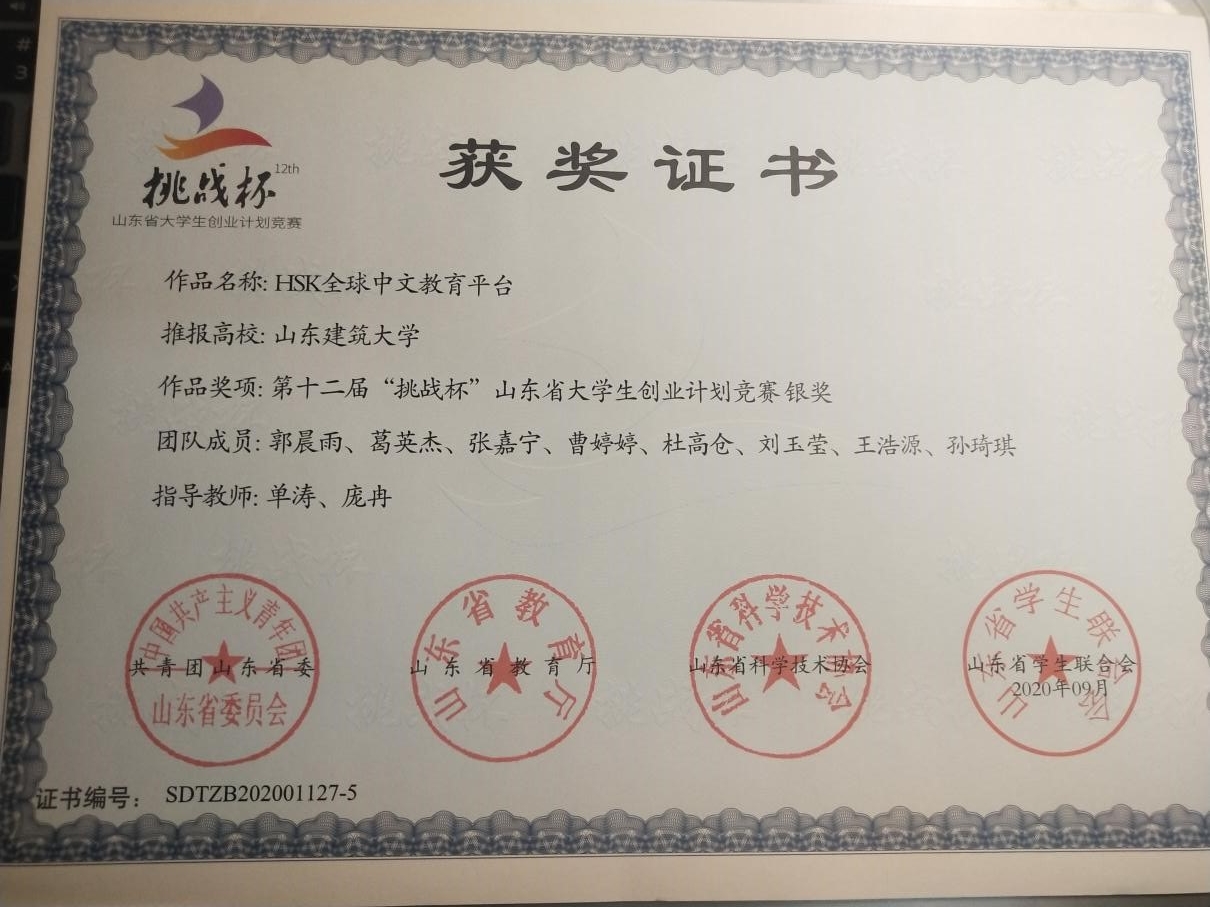 挑战杯 12th
山东省大学生创业计划竞赛
获奖证书
作品名称: HSK全球中文教育平台
推报高校: 山东建筑大学
作品奖项: 第十二届“挑战杯”山东省大学生创业计划竞赛 银奖
团队成员: 郭晨雨、葛英杰、张嘉宁、曹婷婷、杜高仓、刘玉莹、王浩源、孙琦琪
指导教师: 单涛、庞冉
中国共产主义青年团
山东省委员会
共青团山东省委
山东省教育厅
山东省教育厅
山东省科学技术协会
山东省科学技术协会
山东省学生联合会
山东省学生联合会
2020年09月
证书编号: SDTZB202001127-5